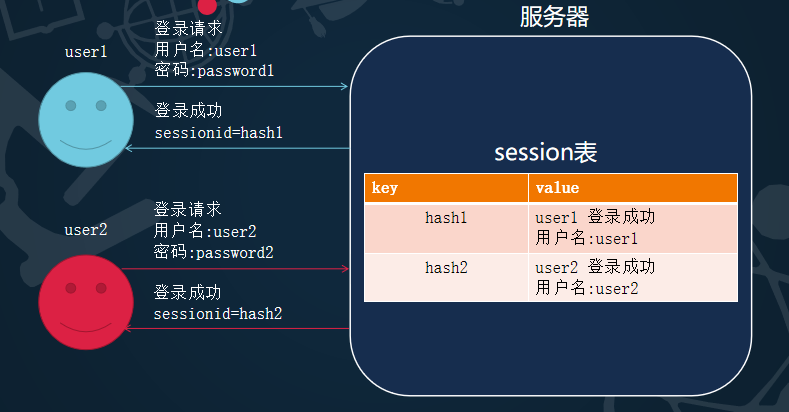 服务器
user1
登录请求
用户名:user1
密码:password1
登录成功
sessionid=hash1
user2
登录请求
用户名:user2
密码:password2
登录成功
sessionid=hash2
session表
key value
hash1 user1 登录成功
用户名:user1
hash2 user2 登录成功
用户名:user2